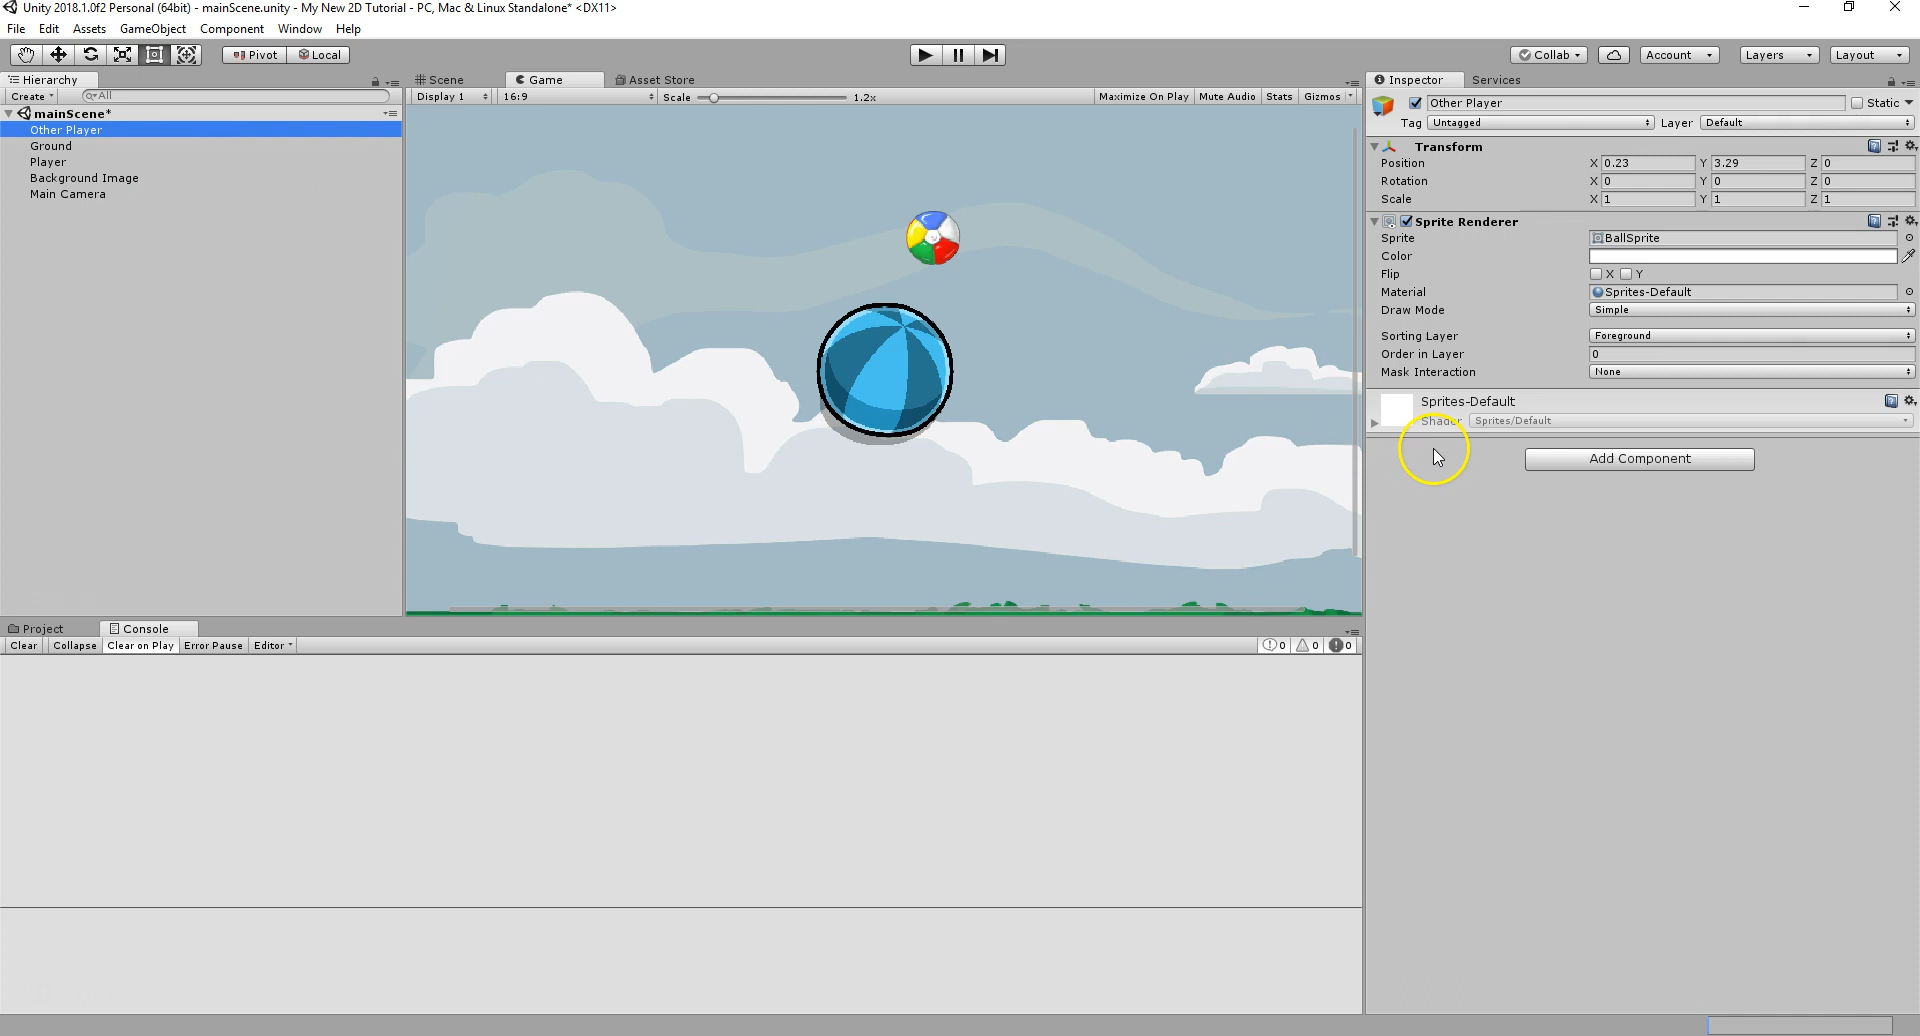 Unity 2018.1.0f2 Personal (64bit) - mainScene.unity - My New 2D Tutorial - PC, Mac & Linux Standalone* <DX11>
File Edit Assets GameObject Component Window Help
Pivot Local Collab Account Layers Layout
Hierarchy Scene Game Asset Store Inspector Services
Create All Display 1 16:9 Scale 1.2x Maximize On Play Mute Audio Stats Gizmos
mainScene*
Other Player
Ground
Player
Background Image
Main Camera
Other Player Static
Tag Untagged Layer Default
Transform
Position X 0.23 Y 3.29 Z 0
Rotation X 0 Y 0 Z 0
Scale X 1 Y 1 Z 1
Sprite Renderer
Sprite BallSprite
Color
Flip X Y
Material Sprites-Default
Draw Mode Simple
Sorting Layer Foreground
Order in Layer 0
Mask Interaction None
Sprites-Default
Shader Sprites/Default
Add Component
Project Console
Clear Collapse Clear on Play Error Pause Editor 0 0 0